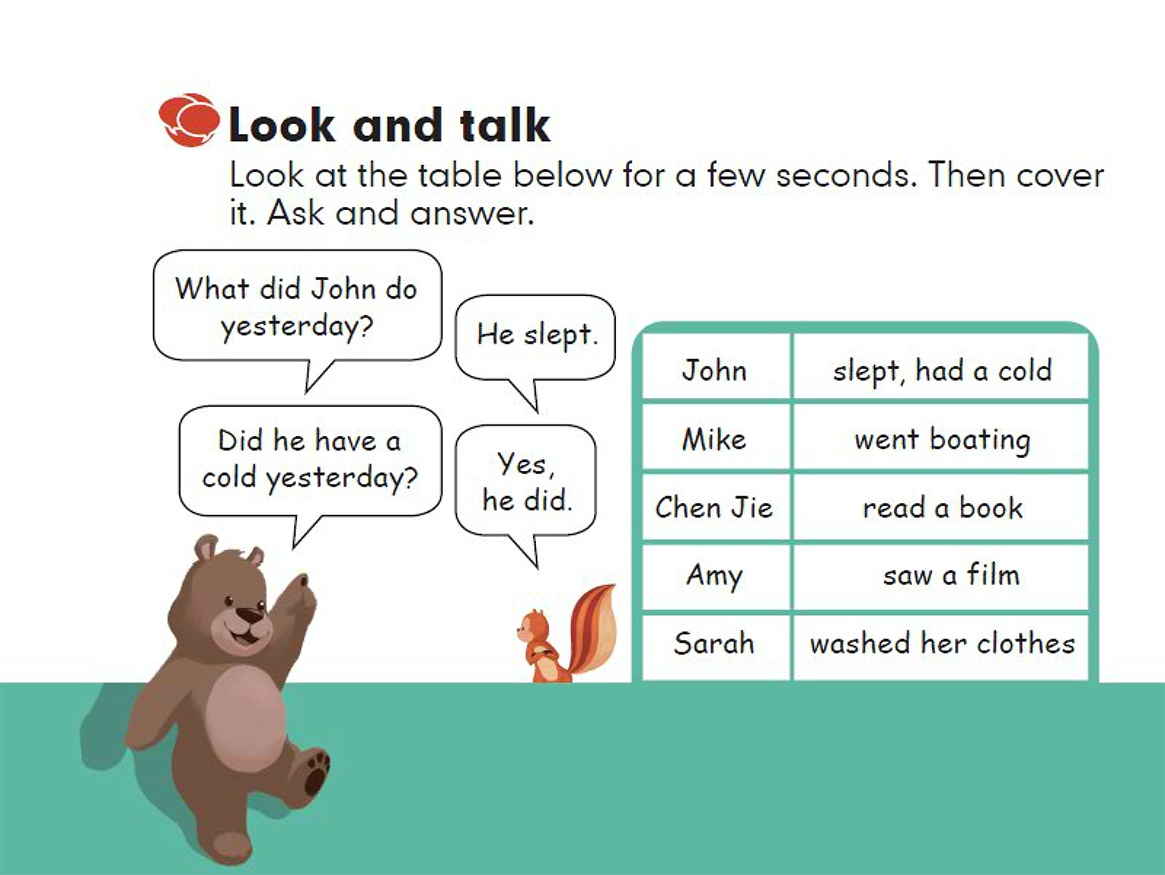 Look and talk
Look at the table below for a few seconds. Then cover
it. Ask and answer.
What did John do
yesterday?
He slept.
Did he have a
cold yesterday?
Yes,
he did.
John slept, had a cold
Mike went boating
Chen Jie read a book
Amy saw a film
Sarah washed her clothes